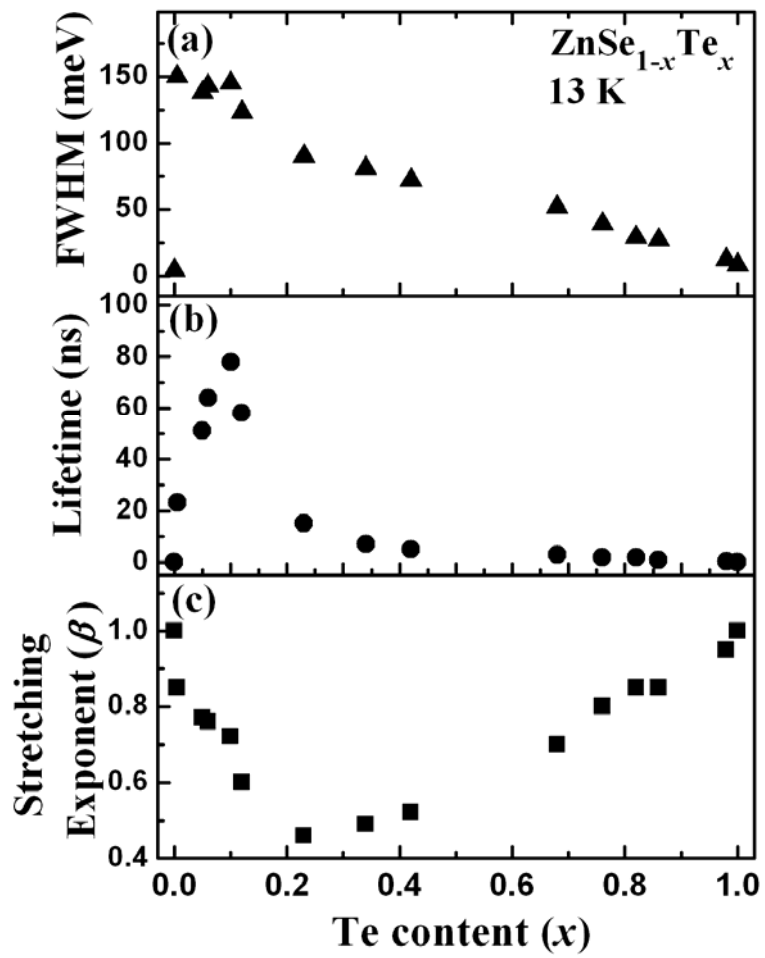 (a)
ZnSe1-xTex
13 K
FWHM (meV)
150
100
50
0
(b)
Lifetime (ns)
100
80
60
40
20
0
(c)
Stretching
Exponent (β)
1.0
0.8
0.6
0.4
0.0 0.2 0.4 0.6 0.8 1.0
Te content (x)